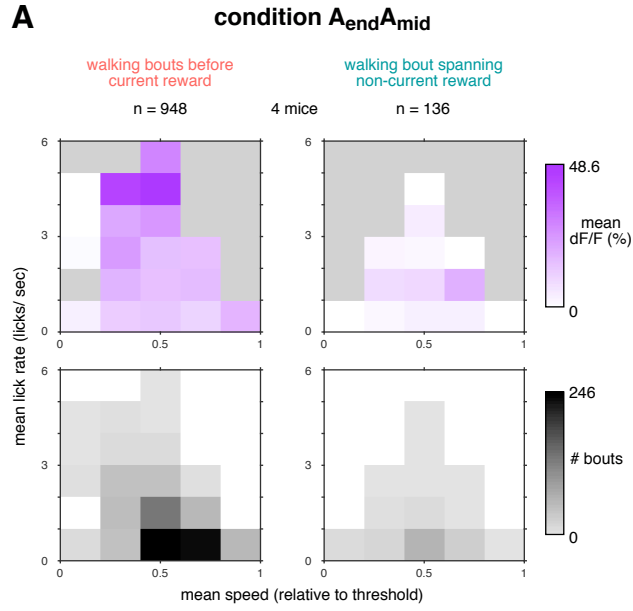 A
condition AendAmid
walking bouts before
current reward
walking bout spanning
non-current reward
n = 948
4 mice
n = 136
6
3
0
0
0.5
1
0
0.5
1
48.6
mean
dF/F (%)
0
mean lick rate (licks/ sec)
6
3
0
0
0.5
1
6
3
0
0
0.5
1
246
# bouts
0
mean speed (relative to threshold)